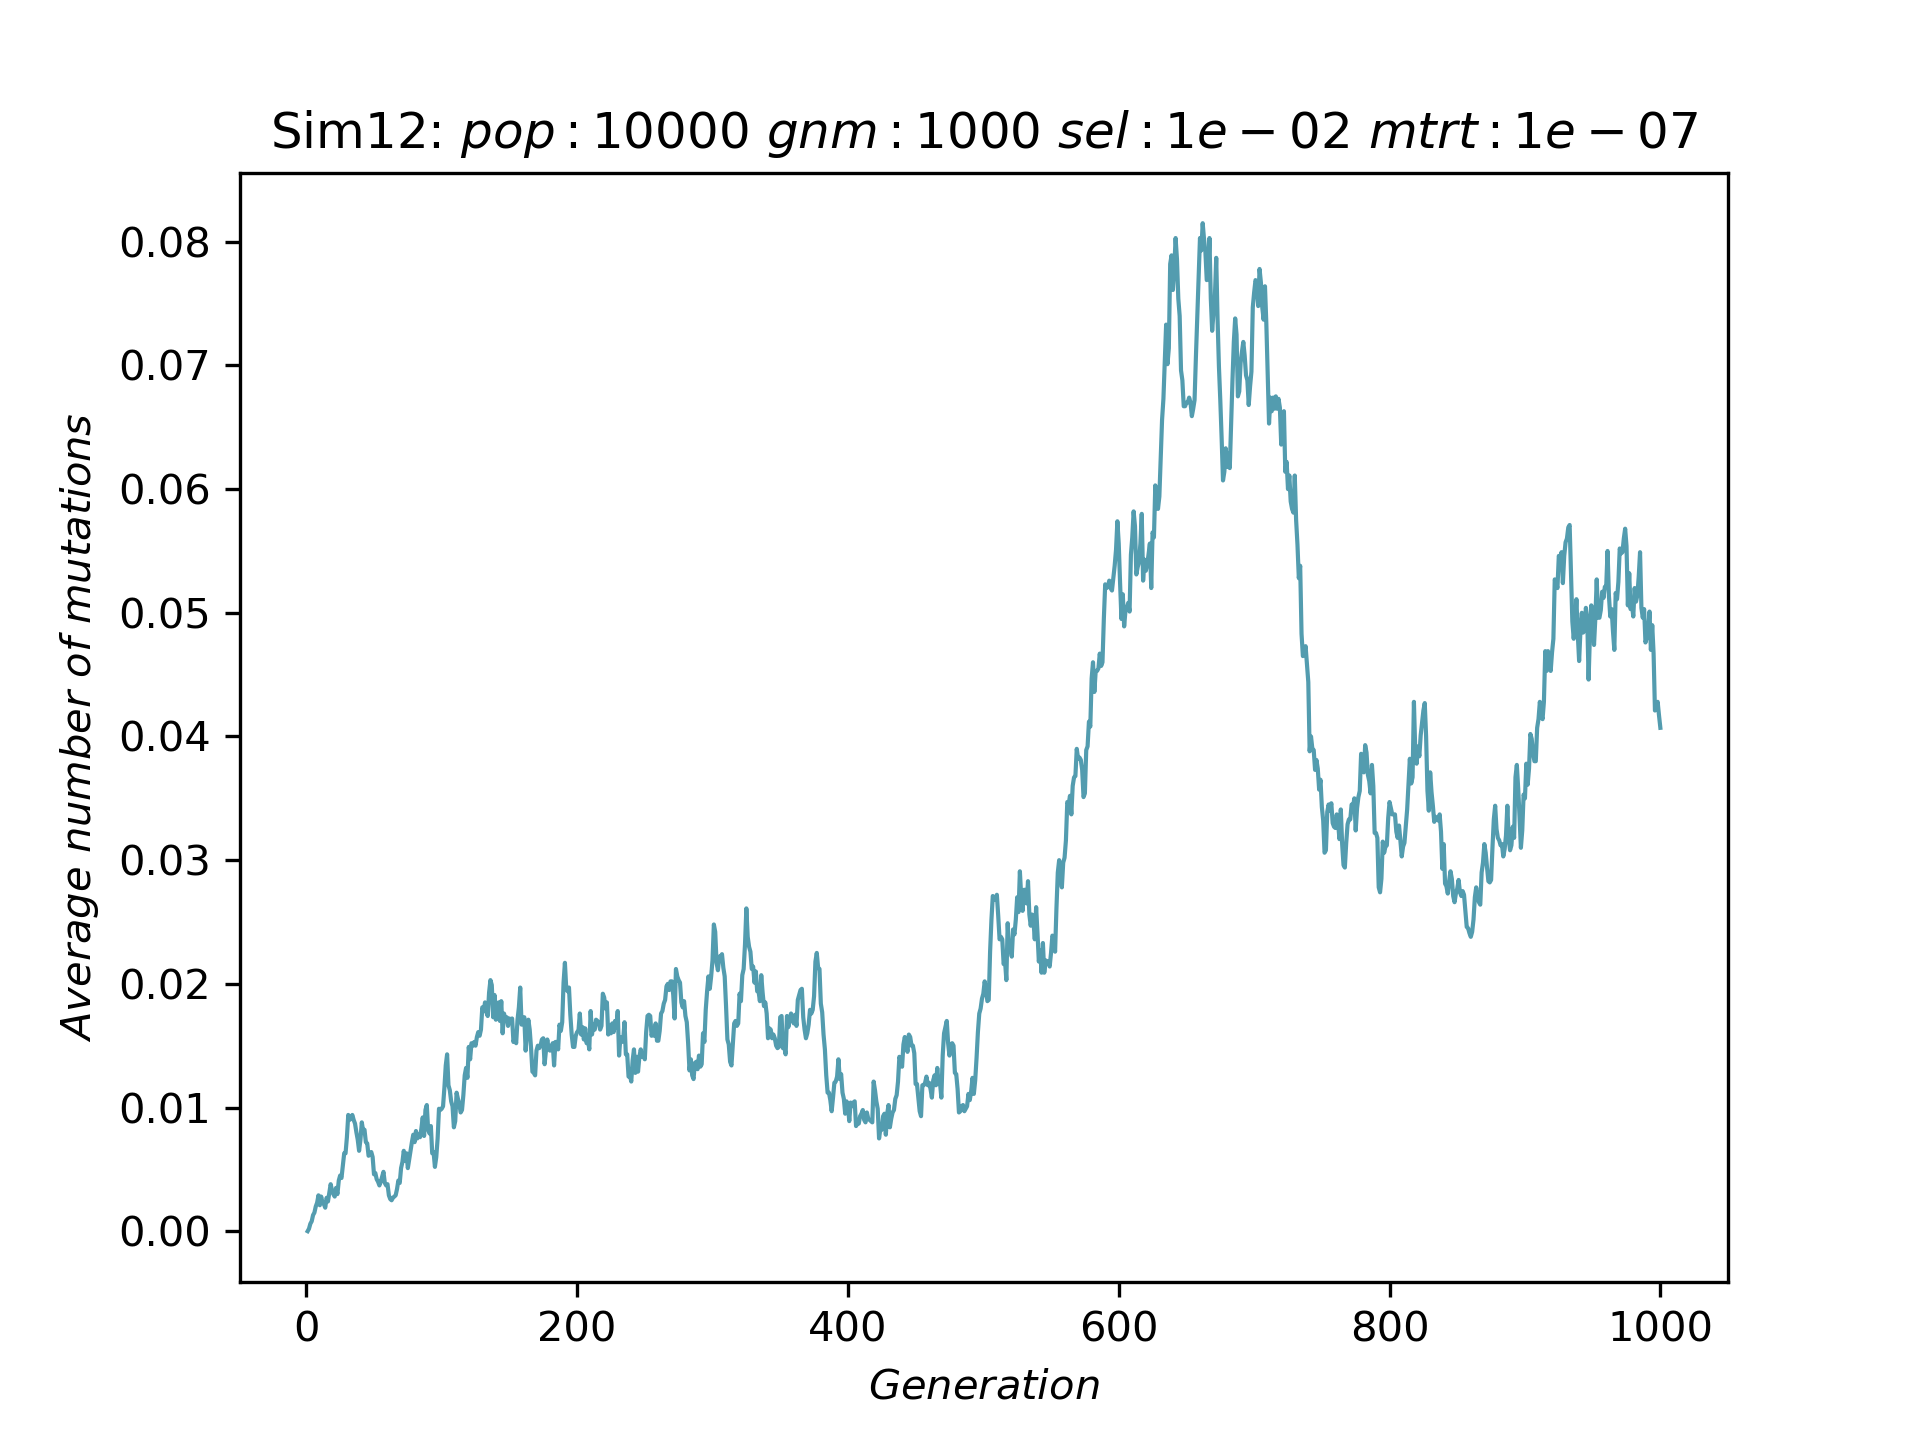 Sim12: pop : 10000 gnm : 1000 sel : 1e − 02 mtrt : 1e − 07
0.08
0.07
0.06
0.05
0.04
0.03
0.02
0.01
0.00
Average number of mutations
0 200 400 600 800 1000
Generation